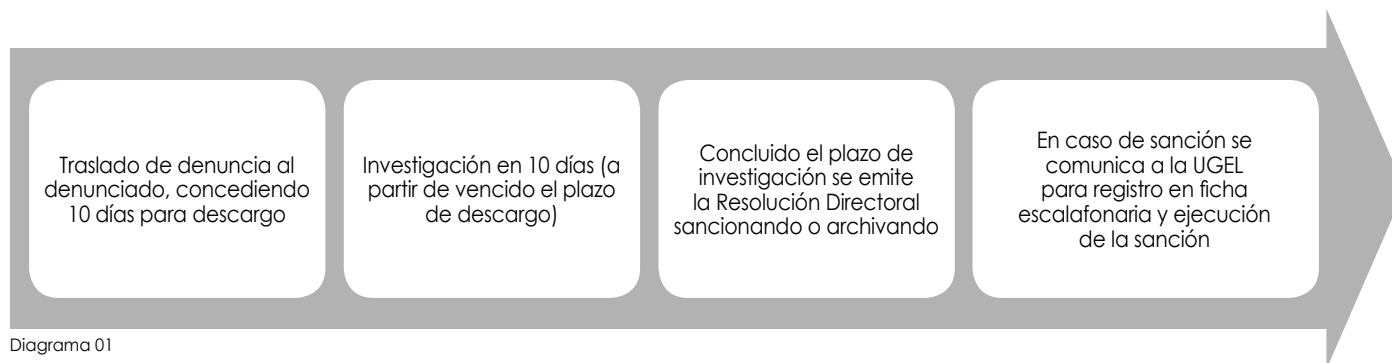 Traslado de denuncia al
denunciado, concediendo
10 días para descargo
Investigación en 10 días (a
partir de vencido el plazo
de descargo)
Concluido el plazo de
investigación se emite
la Resolución Directoral
sancionando o archivando
En caso de sanción se
comunica a la UGEL
para registro en ficha
escalafonaria y ejecución
de la sanción
Diagrama 01